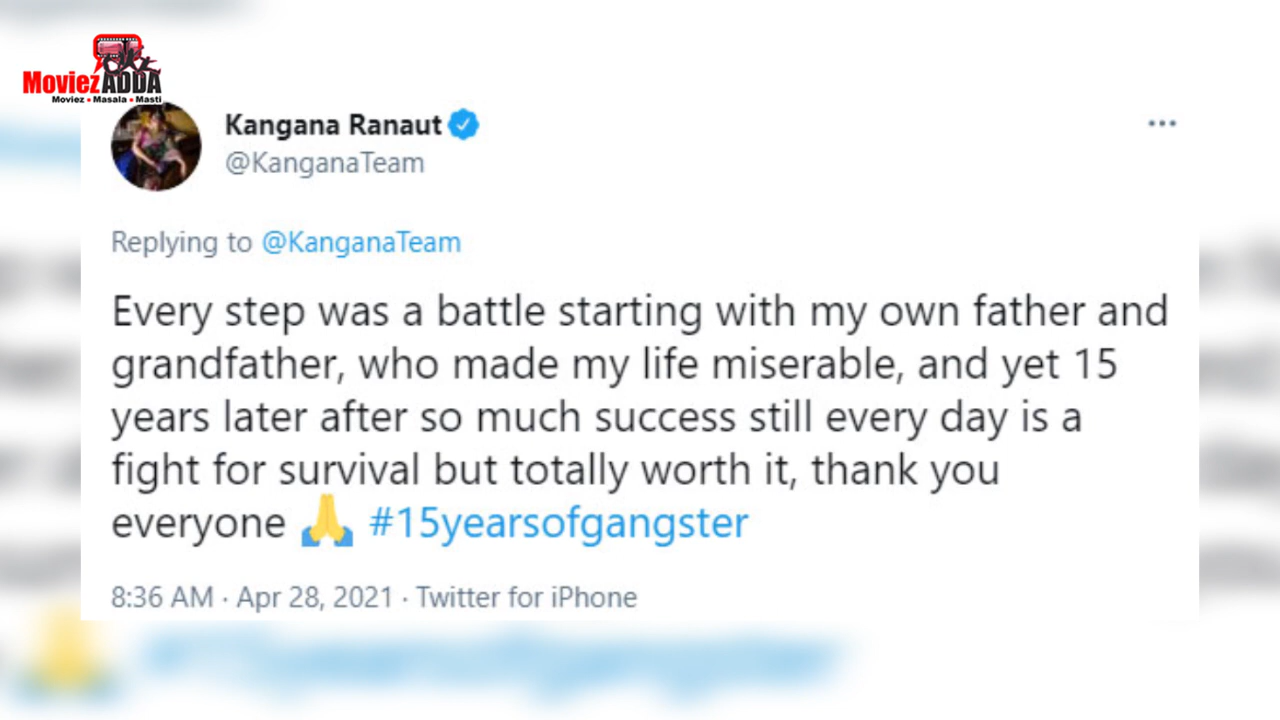 MoviezADDA
Moviez • Masala • Masti
Kangana Ranaut
@KanganaTeam
Replying to @KanganaTeam
Every step was a battle starting with my own father and
grandfather, who made my life miserable, and yet 15
years later after so much success still every day is a
fight for survival but totally worth it, thank you
everyone 🙏 #15yearsofgangster
8:36 AM · Apr 28, 2021 · Twitter for iPhone